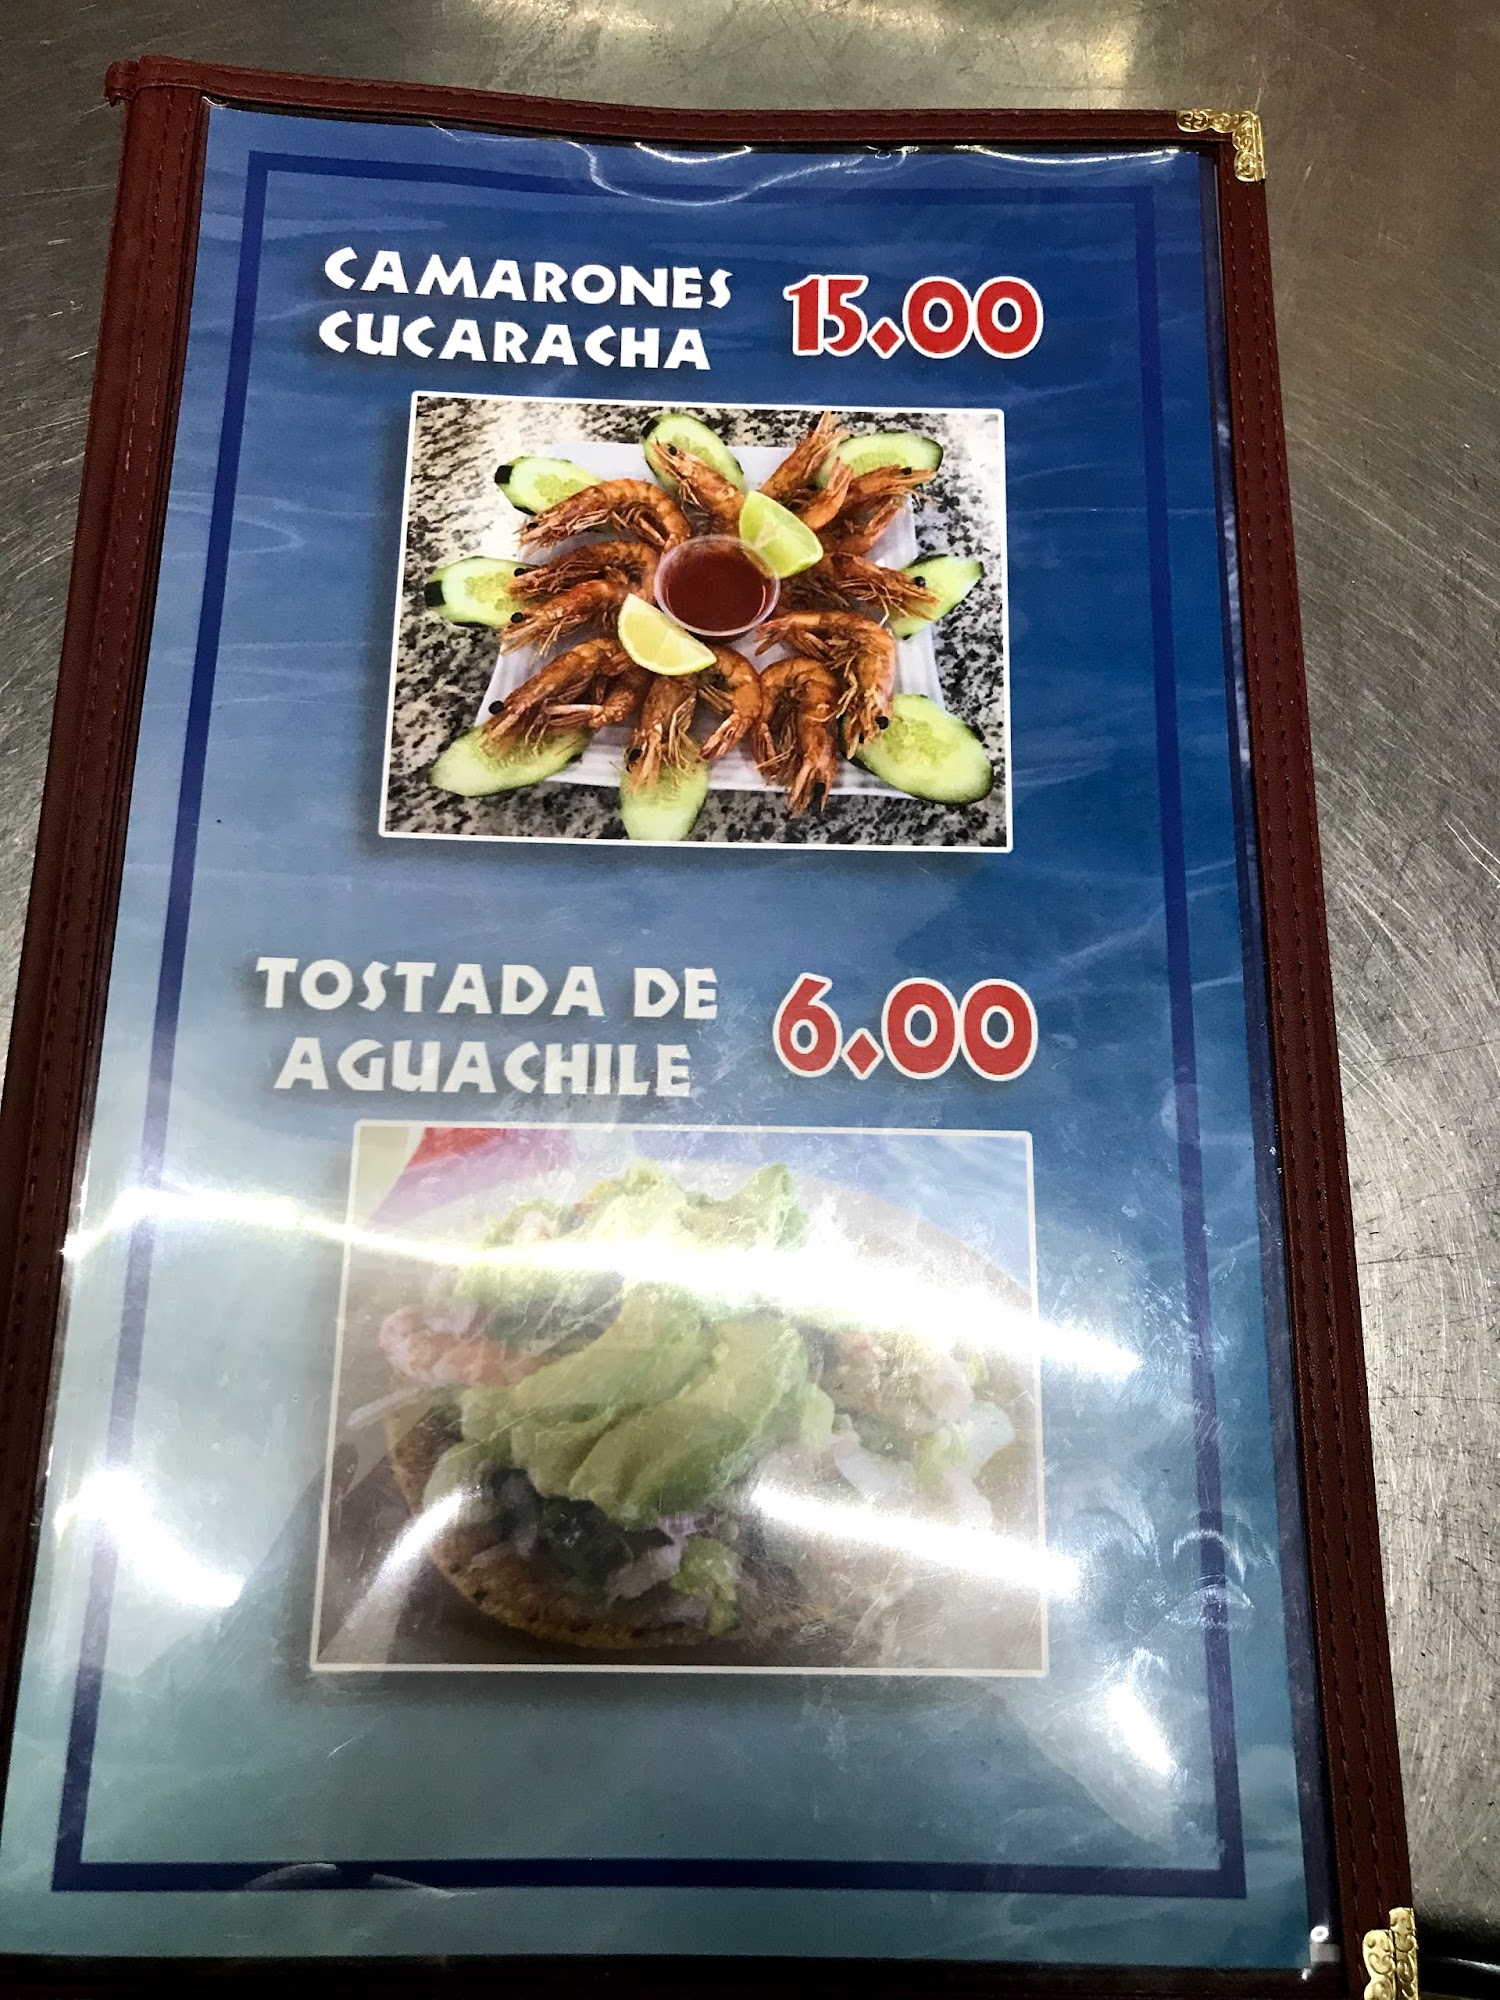 CAMARONES
CUCARACHA
15.00
TOSTADA DE
AGUACHILE
6.00